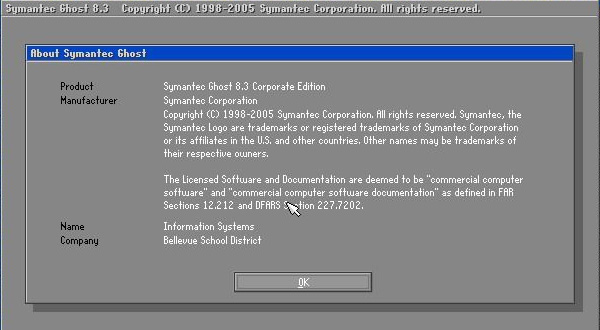 Symantec Ghost 8.3 Copyright (C) 1998-2005 Symantec Corporation. All rights reserved.
About Symantec Ghost
Product Symantec Ghost 8.3 Corporate Edition
Manufacturer Symantec Corporation
Copyright (C) 1998-2005 Symantec Corporation. All rights reserved. Symantec, the
Symantec Logo are trademarks or registered trademarks of Symantec Corporation
or its affiliates in the U.S. and other countries. Other names may be trademarks of
their respective owners.
The Licensed Software and Documentation are deemed to be "commercial computer
software" and "commercial computer software documentation" as defined in FAR
Sections 12.212 and DFARS Section 227.7202.
Name Information Systems
Company Bellevue School District
OK